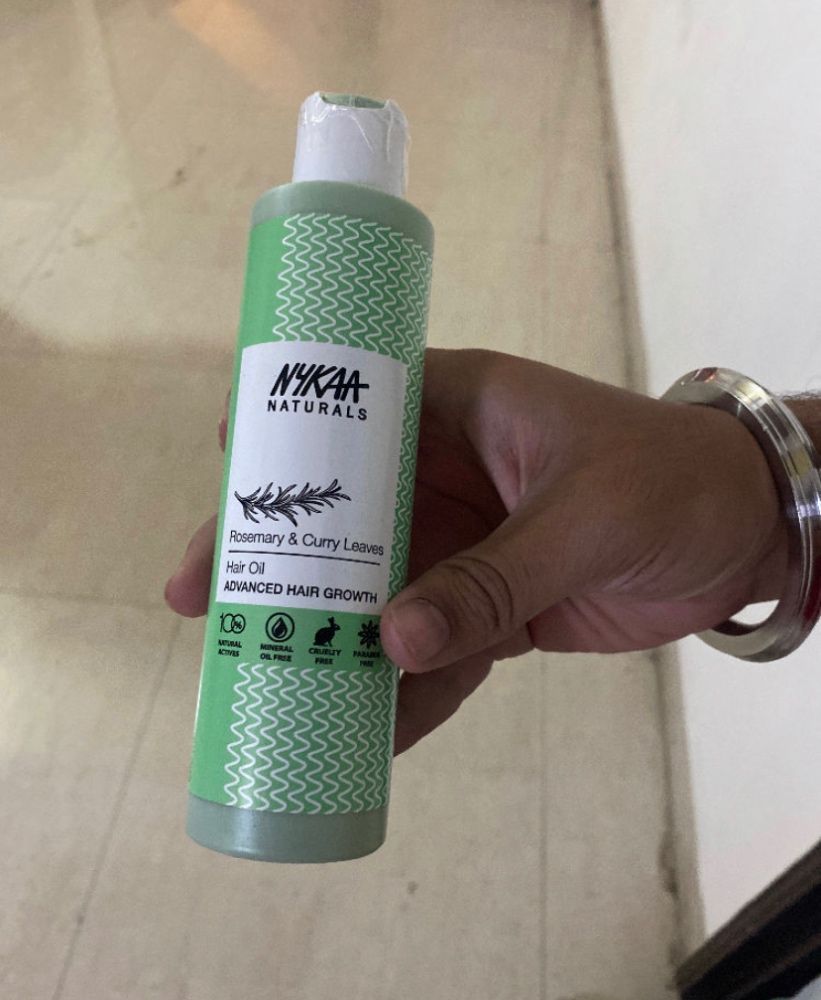 NYKAA
NATURALS
Rosemary & Curry Leaves
Hair Oil
ADVANCED HAIR GROWTH
100%
NATURAL
ACTIVES
MINERAL
OIL FREE
CRUELTY
FREE
PARABEN
FREE